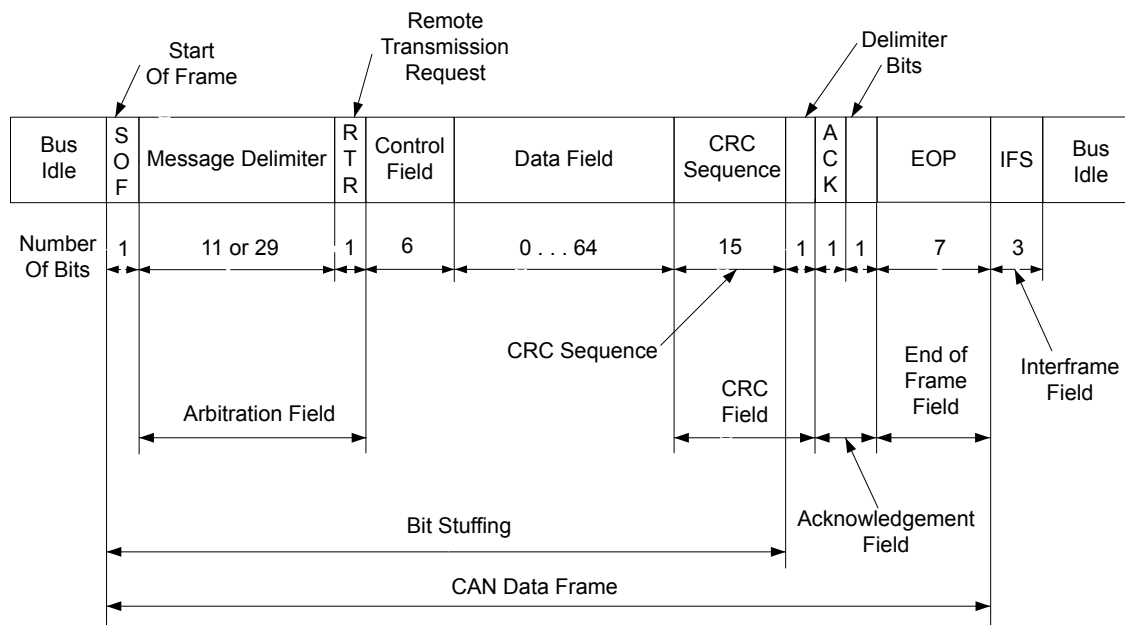 Start
Of Frame
Remote
Transmission
Request
Delimiter
Bits
Bus
Idle
S
O
F
Message Delimiter
R
T
R
Control
Field
Data Field
CRC
Sequence
A
C
K
EOP
IFS
Bus
Idle
Number
Of Bits
1
11 or 29
1
6
0 . . . 64
15
1
1
1
7
3
CRC Sequence
End of
Frame
Field
Interframe
Field
Arbitration Field
CRC
Field
Bit Stuffing
Acknowledgement
Field
CAN Data Frame